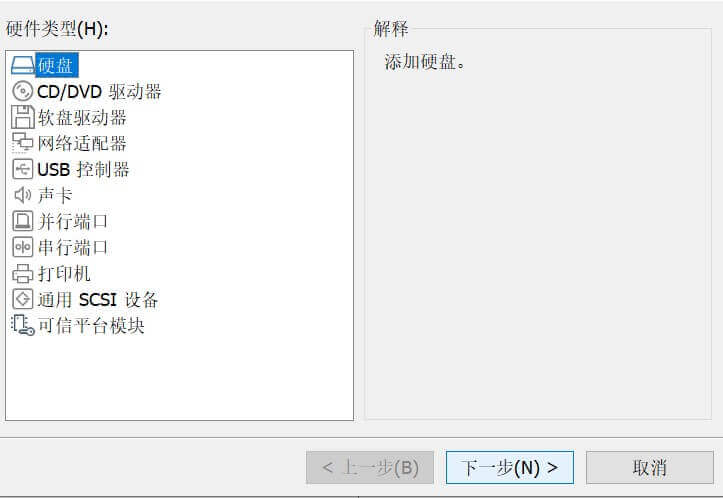 硬件类型(H):
硬盘
CD/DVD 驱动器
软盘驱动器
网络适配器
USB 控制器
声卡
并行端口
串行端口
打印机
通用 SCSI 设备
可信平台模块
解释
添加硬盘。
< 上一步(B)
下一步(N) >
取消